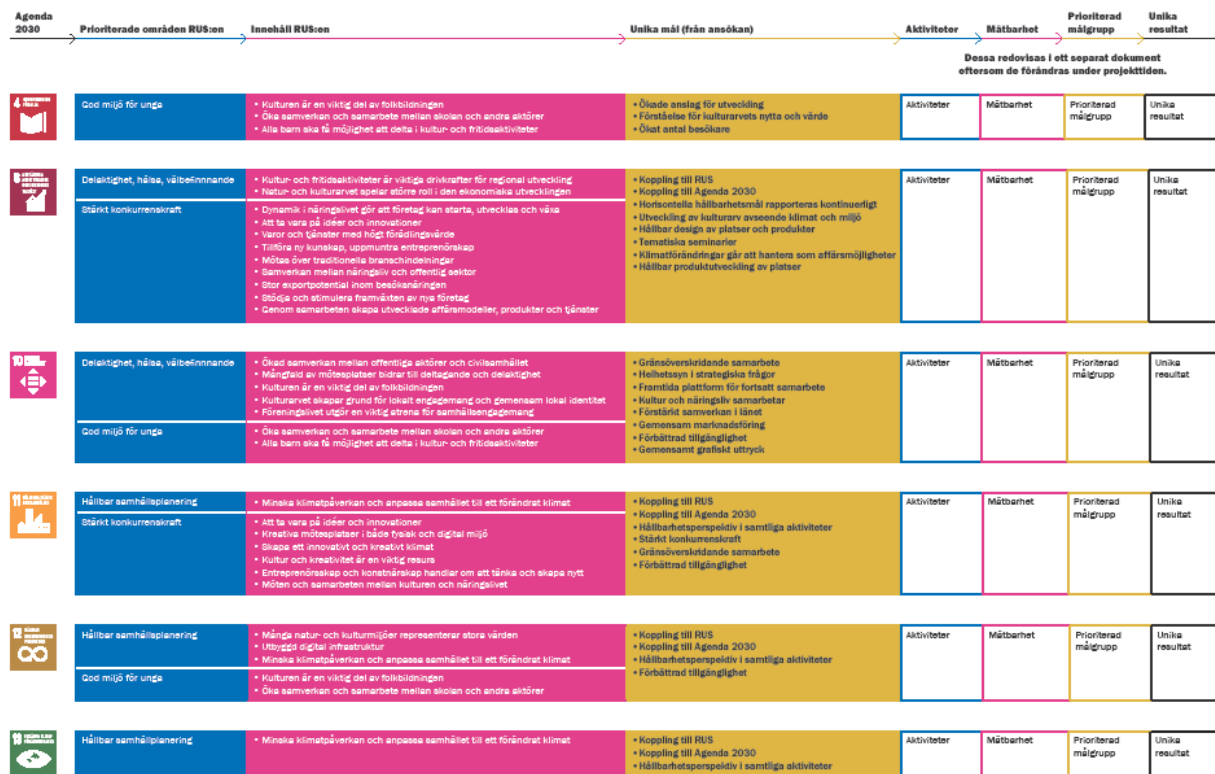 Agenda
2030
Prioriterade områden RUS:en
Innehåll RUS:en
Unika mål (från ansökan)
Aktiviteter
Mätbarhet
Prioriterad
målgrupp
Unika
resultat
Dessa redovisas i ett separat dokument
eftersom de förändras under projekttiden.
4
God miljö för unga
• Kulturen är en viktig del av folkbildningen
• Öka samverkan och samarbete mellan skolan och andra aktörer
• Alla barn ska få möjlighet att delta i kultur- och fritidsaktiviteter
• Ökade anslag för utveckling
• Förståelse för kulturarvets nytta och värde
• Ökat antal besökare
Aktiviteter
Mätbarhet
Prioriterad
målgrupp
Unika
resultat
8
Delaktighet, hälsa, välbefinnnande
• Kultur- och fritidsaktiviteter är viktiga drivkrafter för regional utveckling
• Natur- och kulturarvet spelar större roll i den ekonomiska utvecklingen
Stärkt konkurrenskraft
• Dynamik i näringslivet gör att företag kan starta, utvecklas och växa
• Att ta vara på idéer och innovationer
• Varor och tjänster med högt förädlingsvärde
• Tillföra ny kunskap, uppmuntra entreprenörskap
• Mötas över traditionella branschindelningar
• Samverkan mellan näringsliv och offentlig sektor
• Stor exportpotential inom besöksnäringen
• Stödja och stimulera framväxten av nya företag
• Genom samarbeten skapa utvecklade affärsmodeller, produkter och tjänster
• Koppling till RUS
• Koppling till Agenda 2030
• Horisontella hållbarhetsmål rapporteras kontinuerligt
• Utveckling av kulturarv avseende klimat och miljö
• Hållbar design av platser och produkter
• Tematiska seminarier
• Klimatförändringar går att hantera som affärsmöjligheter
• Hållbar produktutveckling av platser
Aktiviteter
Mätbarhet
Prioriterad
målgrupp
Unika
resultat
10
Delaktighet, hälsa, välbefinnnande
• Ökad samverkan mellan offentliga aktörer och civilsamhället
• Mångfald av mötesplatser bidrar till deltagande och delaktighet
• Kulturen är en viktig del av folkbildningen
• Kulturarvet skapar grund för lokalt engagemang och gemensam lokal identitet
• Föreningslivet utgör en viktig atrena för samhällsengagemang
God miljö för unga
• Öka samverkan och samarbete mellan skolan och andra aktörer
• Alla barn ska få möjlighet att delta i kultur- och fritidsaktiviteter
• Gränsöverskridande samarbete
• Helhetssyn i strategiska frågor
• Framtida plattform för fortsatt samarbete
• Kultur och näringsliv samarbetar
• Förstärkt samverkan i länet
• Gemensam marknadsföring
• Förbättrad tillgänglighet
• Gemensamt grafiskt uttryck
Aktiviteter
Mätbarhet
Prioriterad
målgrupp
Unika
resultat
11
Hållbar samhällsplanering
• Minska klimatpåverkan och anpassa samhället till ett förändrat klimat
Stärkt konkurrenskraft
• Att ta vara på idéer och innovationer
• Kreativa mötesplatser i både fysisk och digital miljö
• Skapa ett innovativt och kreativt klimat
• Kultur och kreativitet är en viktig resurs
• Entreprenörsskap och konstnärskap handlar om att tänka och skapa nytt
• Möten och samarbeten mellan kulturen och näringslivet
• Koppling till RUS
• Koppling till Agenda 2030
• Hållbarhetsperspektiv i samtliga aktiviteter
• Stärkt konkurrenskraft
• Gränsöverskridande samarbete
• Förbättrad tillgänglighet
Aktiviteter
Mätbarhet
Prioriterad
målgrupp
Unika
resultat
12
Hållbar samhällsplanering
• Många natur- och kulturmiljöer representerar stora värden
• Utbyggd digital infrastruktur
• Minska klimatpåverkan och anpassa samhället till ett förändrat klimat
God miljö för unga
• Kulturen är en viktig del av folkbildningen
• Öka samverkan och samarbete mellan skolan och andra aktörer
• Koppling till RUS
• Koppling till Agenda 2030
• Hållbarhetsperspektiv i samtliga aktiviteter
• Förbättrad tillgänglighet
Aktiviteter
Mätbarhet
Prioriterad
målgrupp
Unika
resultat
13
Hållbar samhällplanering
• Minska klimatpåverkan och anpassa samhället till ett förändrat klimat
• Koppling till RUS
• Koppling till Agenda 2030
• Hållbarhetsperspektiv i samtliga aktiviteter
Aktiviteter
Mätbarhet
Prioriterad
målgrupp
Unika
resultat